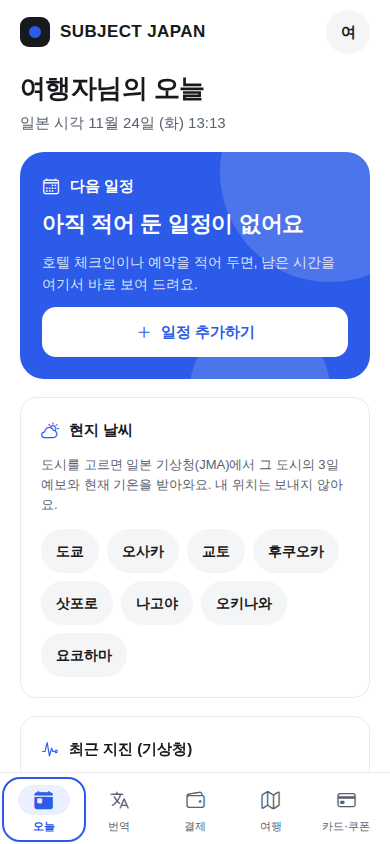 SUBJECT JAPAN
여
여행자님의 오늘
일본 시각 11월 24일 (화) 13:13
다음 일정
아직 적어 둔 일정이 없어요
호텔 체크인이나 예약을 적어 두면, 남은 시간을
여기서 바로 보여 드려요.
일정 추가하기
현지 날씨
도시를 고르면 일본 기상청(JMA)에서 그 도시의 3일
예보와 현재 기온을 받아와요. 내 위치는 보내지 않아
요.
도쿄
오사카
교토
후쿠오카
삿포로
나고야
오키나와
요코하마
최근 지진 (기상청)
오늘
번역
결제
여행
카드·쿠폰